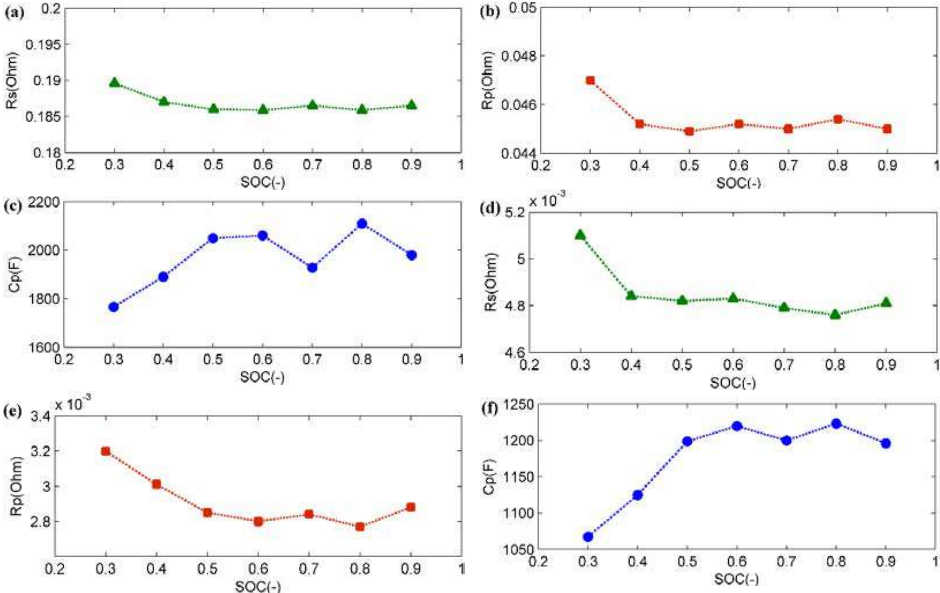 (a)
0.2
0.195
0.19
0.185
0.18
Rs(Ohm)
0.2 0.3 0.4 0.5 0.6 0.7 0.8 0.9 1
SOC(-)
(b)
0.05
0.048
0.046
0.044
Rp(Ohm)
0.2 0.3 0.4 0.5 0.6 0.7 0.8 0.9 1
SOC(-)
(c)
2200
2000
1800
1600
Cp(F)
0.2 0.3 0.4 0.5 0.6 0.7 0.8 0.9 1
SOC(-)
(d)
x 10⁻³
5.2
5
4.8
4.6
Rs(Ohm)
0.2 0.3 0.4 0.5 0.6 0.7 0.8 0.9 1
SOC(-)
(e)
x 10⁻³
3.4
3.2
3
2.8
Rp(Ohm)
0.2 0.3 0.4 0.5 0.6 0.7 0.8 0.9 1
SOC(-)
(f)
1250
1200
1150
1100
1050
Cp(F)
0.2 0.3 0.4 0.5 0.6 0.7 0.8 0.9 1
SOC(-)